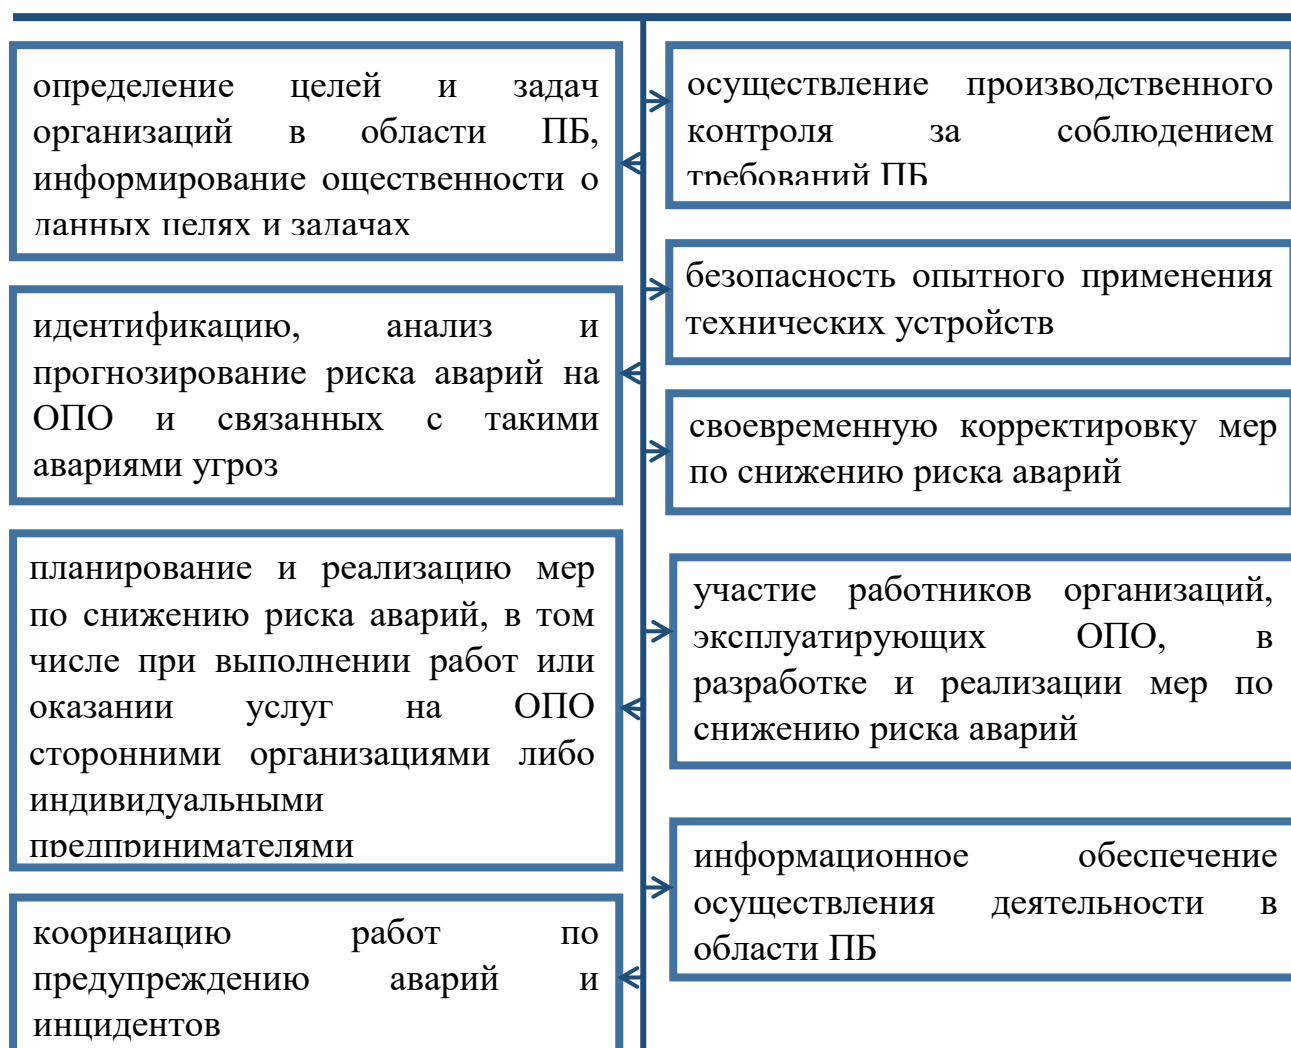 определение целей и задач
организаций в области ПБ,
информирование ощественности о
данных целях и задачах
идентификацию, анализ и
прогнозирование риска аварий на
ОПО и связанных с такими
авариями угроз
планирование и реализацию мер
по снижению риска аварий, в том
числе при выполнении работ или
оказании услуг на ОПО
сторонними организациями либо
индивидуальными
предпринимателями
кооринацию работ по
предупреждению аварий и
инцидентов
осуществление производственного
контроля за соблюдением
требований ПБ
безопасность опытного применения
технических устройств
своевременную корректировку мер
по снижению риска аварий
участие работников организаций,
эксплуатирующих ОПО, в
разработке и реализации мер по
снижению риска аварий
информационное обеспечение
осуществления деятельности в
области ПБ